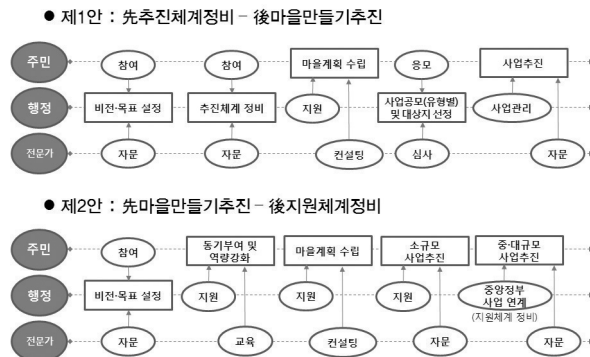 ● 제1안 : 先추진체계정비 – 後마을만들기추진
주민
참여
참여
마을계획 수립
응모
사업추진
행정
비전·목표 설정
추진체계 정비
지원
사업공모(유형별)
및 대상지 선정
사업관리
전문가
자문
자문
컨설팅
심사
자문
● 제2안 : 先마을만들기추진 – 後지원체계정비
주민
참여
동기부여 및
역량강화
마을계획 수립
소규모
사업추진
중·대규모
사업추진
행정
비전·목표 설정
지원
지원
지원
중앙정부
사업 연계
(지원체계 정비)
전문가
자문
교육
컨설팅
자문
자문